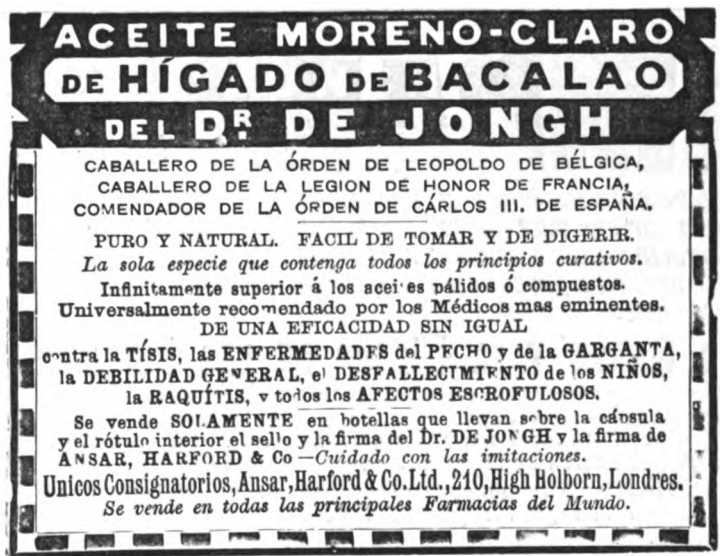 ACEITE MORENO-CLARO
DE HÍGADO DE BACALAO
DEL DR. DE JONGH
CABALLERO DE LA ÓRDEN DE LEOPOLDO DE BÉLGICA,
CABALLERO DE LA LEGION DE HONOR DE FRANCIA,
COMENDADOR DE LA ÓRDEN DE CÁRLOS III. DE ESPAÑA.
PURO Y NATURAL. FACIL DE TOMAR Y DE DIGERIR.
La sola especie que contenga todos los principios curativos.
Infinitamente superior á los aceites pálidos ó compuestos.
Universalmente recomendado por los Médicos mas eminentes.
DE UNA EFICACIDAD SIN IGUAL
contra la TÍSIS, las ENFERMEDADES del PECHO y de la GARGANTA,
la DEBILIDAD GENERAL, el DESFALLECIMIENTO de los NIÑOS,
la RAQUÍTIS, y todos los AFECTOS ESCROFULOSOS.
Se vende SOLAMENTE en botellas que llevan sobre la cápsula
y el rótulo interior el sello y la firma del Dr. DE JONGH y la firma de
ANSAR, HARFORD & Co—Cuidado con las imitaciones.
Unicos Consignatorios, Ansar, Harford & Co. Ltd., 210, High Holborn, Londres.
Se vende en todas las principales Farmacias del Mundo.